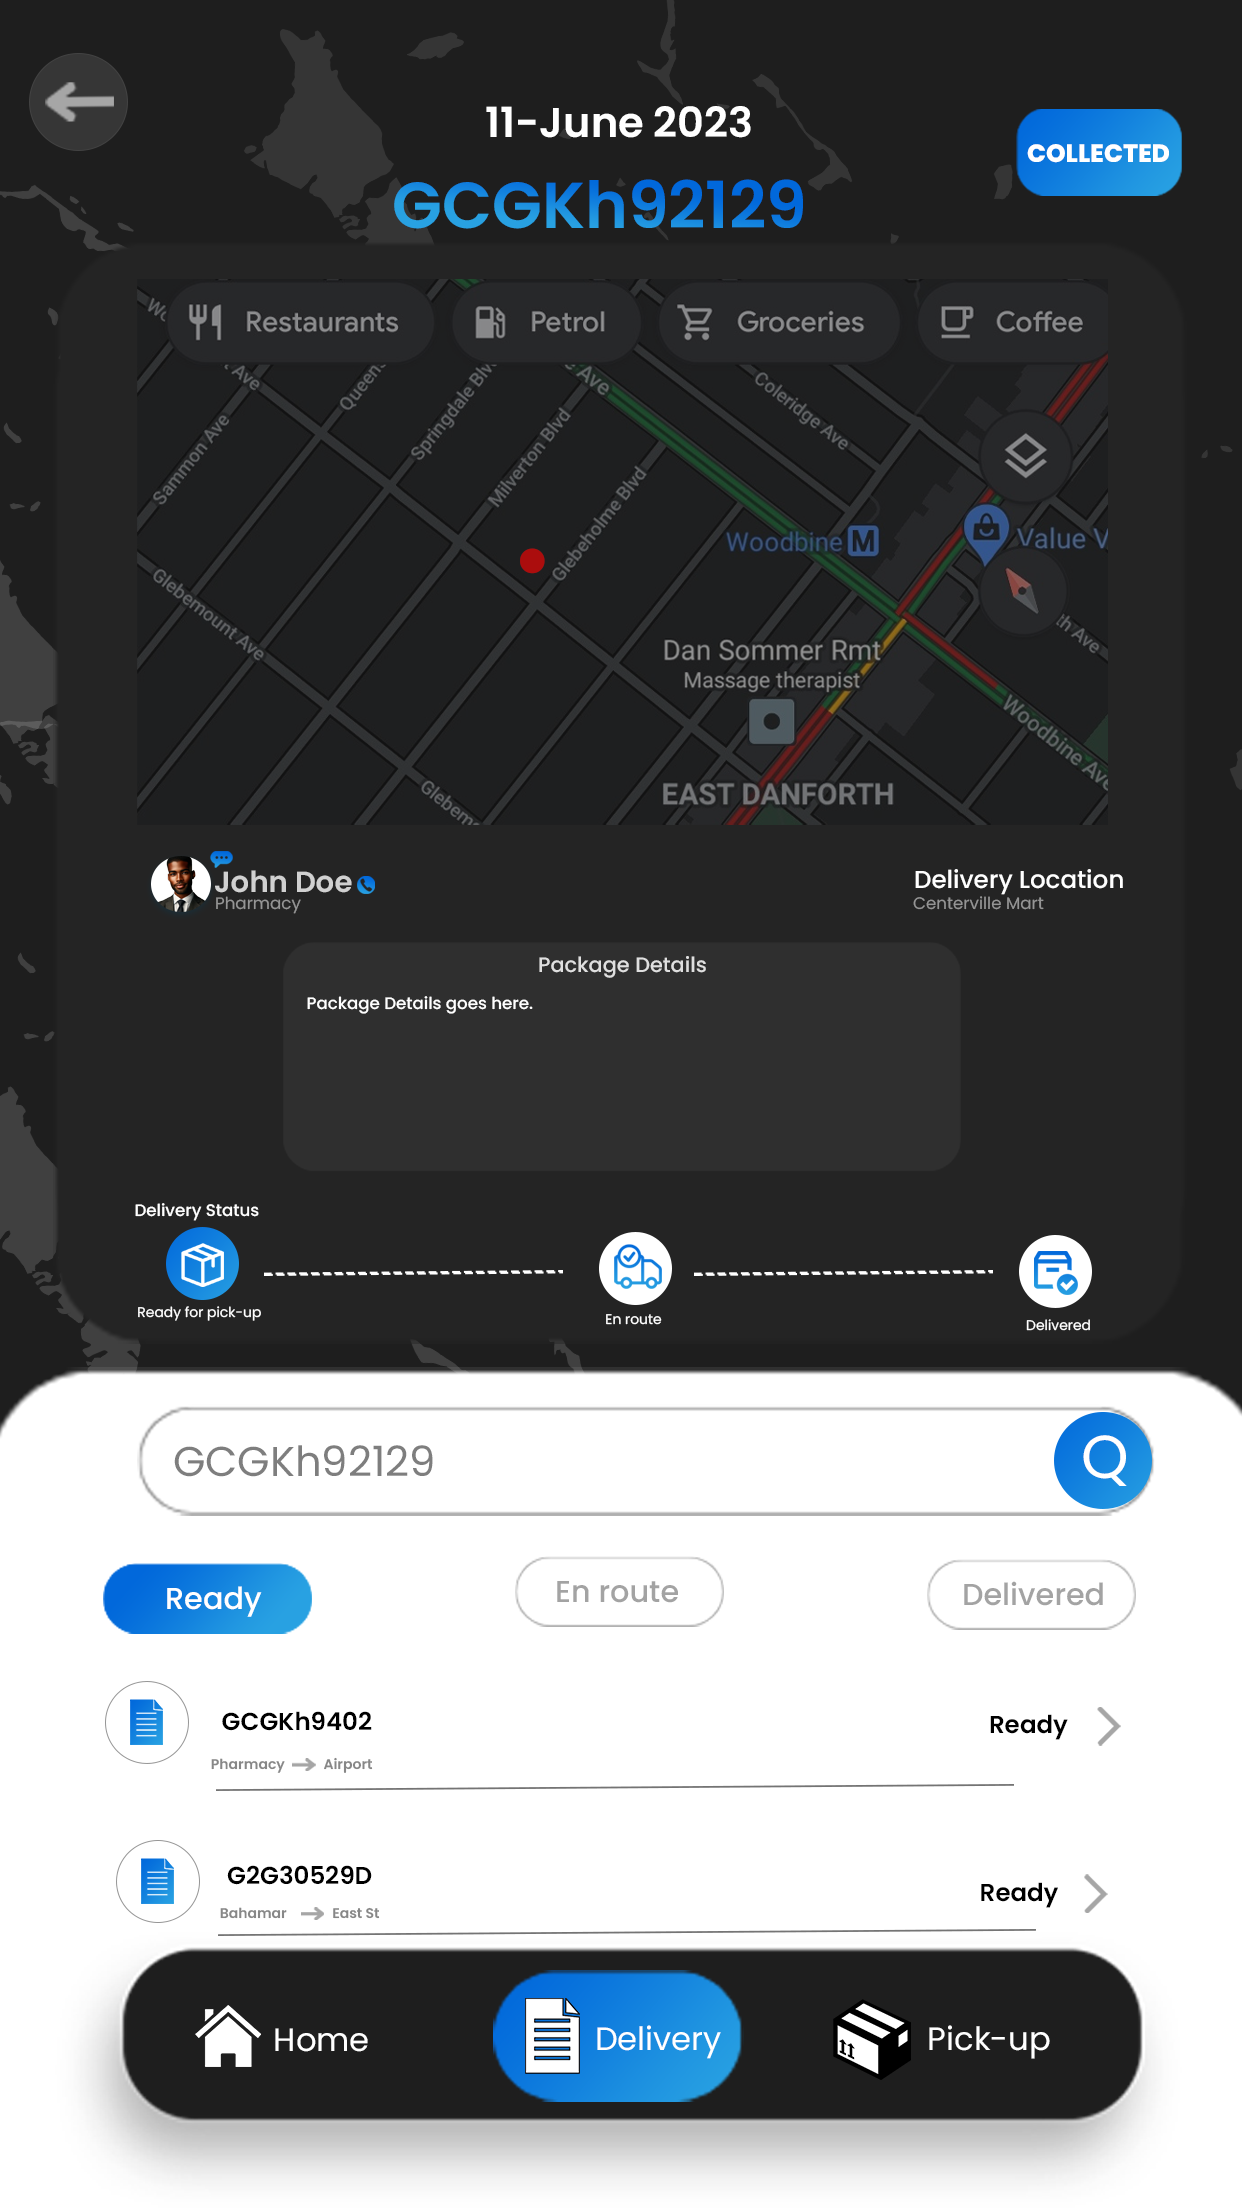 11-June 2023
COLLECTED
GCGKh92129
Restaurants
Petrol
Groceries
Coffee
Ave
Queens
Springdale Blv
Ave
Coleridge Ave
Sammon Ave
Milverton Blvd
Glebeholme Blvd
Woodbine M
Value V
Glebemount Ave
th Ave
Dan Sommer Rmt
Massage therapist
Woodbine Ave
Glebem
EAST DANFORTH
John Doe
Pharmacy
Delivery Location
Centerville Mart
Package Details
Package Details goes here.
Delivery Status
Ready for pick-up
En route
Delivered
GCGKh92129
Ready
En route
Delivered
GCGKh9402
Ready
Pharmacy
Airport
G2G30529D
Ready
Bahamar
East St
Home
Delivery
Pick-up